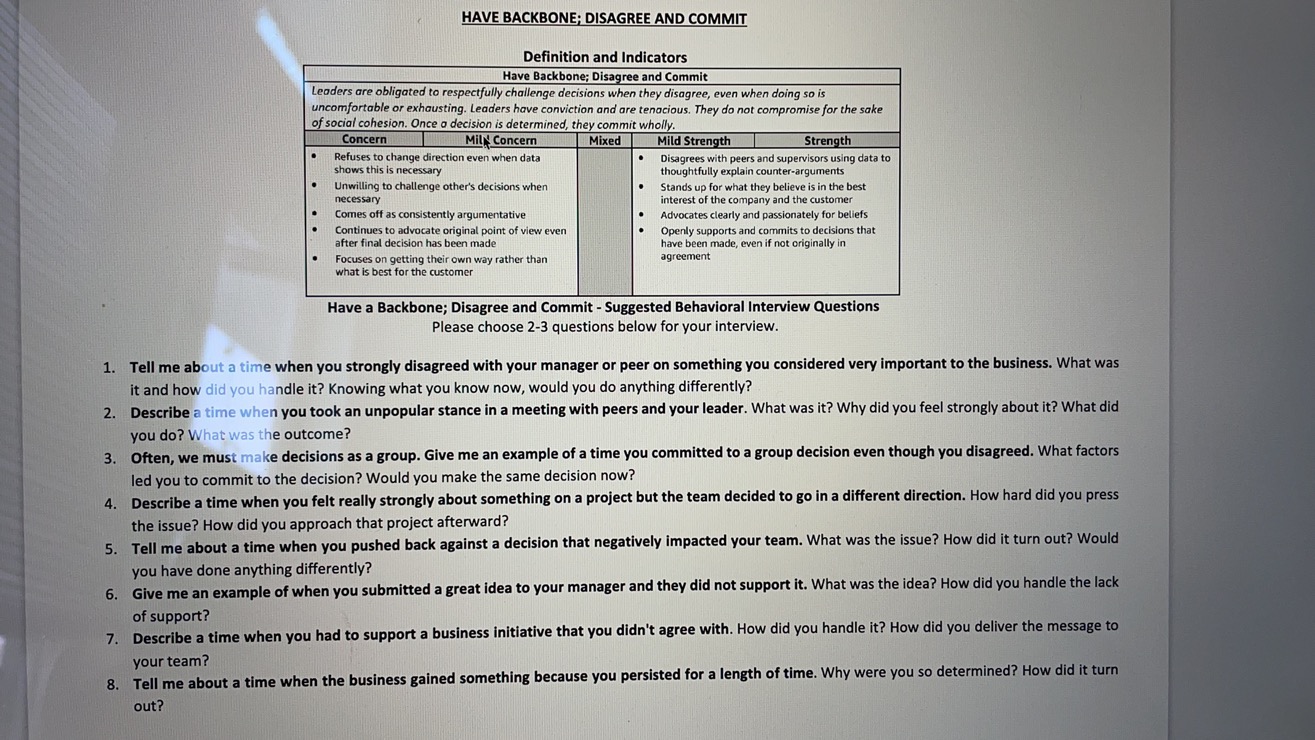 HAVE BACKBONE; DISAGREE AND COMMIT
Definition and Indicators
Have Backbone; Disagree and Commit
Leaders are obligated to respectfully challenge decisions when they disagree, even when doing so is
uncomfortable or exhausting. Leaders have conviction and are tenacious. They do not compromise for the sake
of social cohesion. Once a decision is determined, they commit wholly.
Concern Mild Concern Mixed Mild Strength Strength
• Refuses to change direction even when data
shows this is necessary
• Unwilling to challenge other's decisions when
necessary
• Comes off as consistently argumentative
• Continues to advocate original point of view even
after final decision has been made
• Focuses on getting their own way rather than
what is best for the customer
• Disagrees with peers and supervisors using data to
thoughtfully explain counter-arguments
• Stands up for what they believe is in the best
interest of the company and the customer
• Advocates clearly and passionately for beliefs
• Openly supports and commits to decisions that
have been made, even if not originally in
agreement
Have a Backbone; Disagree and Commit - Suggested Behavioral Interview Questions
Please choose 2-3 questions below for your interview.
1. Tell me about a time when you strongly disagreed with your manager or peer on something you considered very important to the business. What was
it and how did you handle it? Knowing what you know now, would you do anything differently?
2. Describe a time when you took an unpopular stance in a meeting with peers and your leader. What was it? Why did you feel strongly about it? What did
you do? What was the outcome?
3. Often, we must make decisions as a group. Give me an example of a time you committed to a group decision even though you disagreed. What factors
led you to commit to the decision? Would you make the same decision now?
4. Describe a time when you felt really strongly about something on a project but the team decided to go in a different direction. How hard did you press
the issue? How did you approach that project afterward?
5. Tell me about a time when you pushed back against a decision that negatively impacted your team. What was the issue? How did it turn out? Would
you have done anything differently?
6. Give me an example of when you submitted a great idea to your manager and they did not support it. What was the idea? How did you handle the lack
of support?
7. Describe a time when you had to support a business initiative that you didn't agree with. How did you handle it? How did you deliver the message to
your team?
8. Tell me about a time when the business gained something because you persisted for a length of time. Why were you so determined? How did it turn
out?